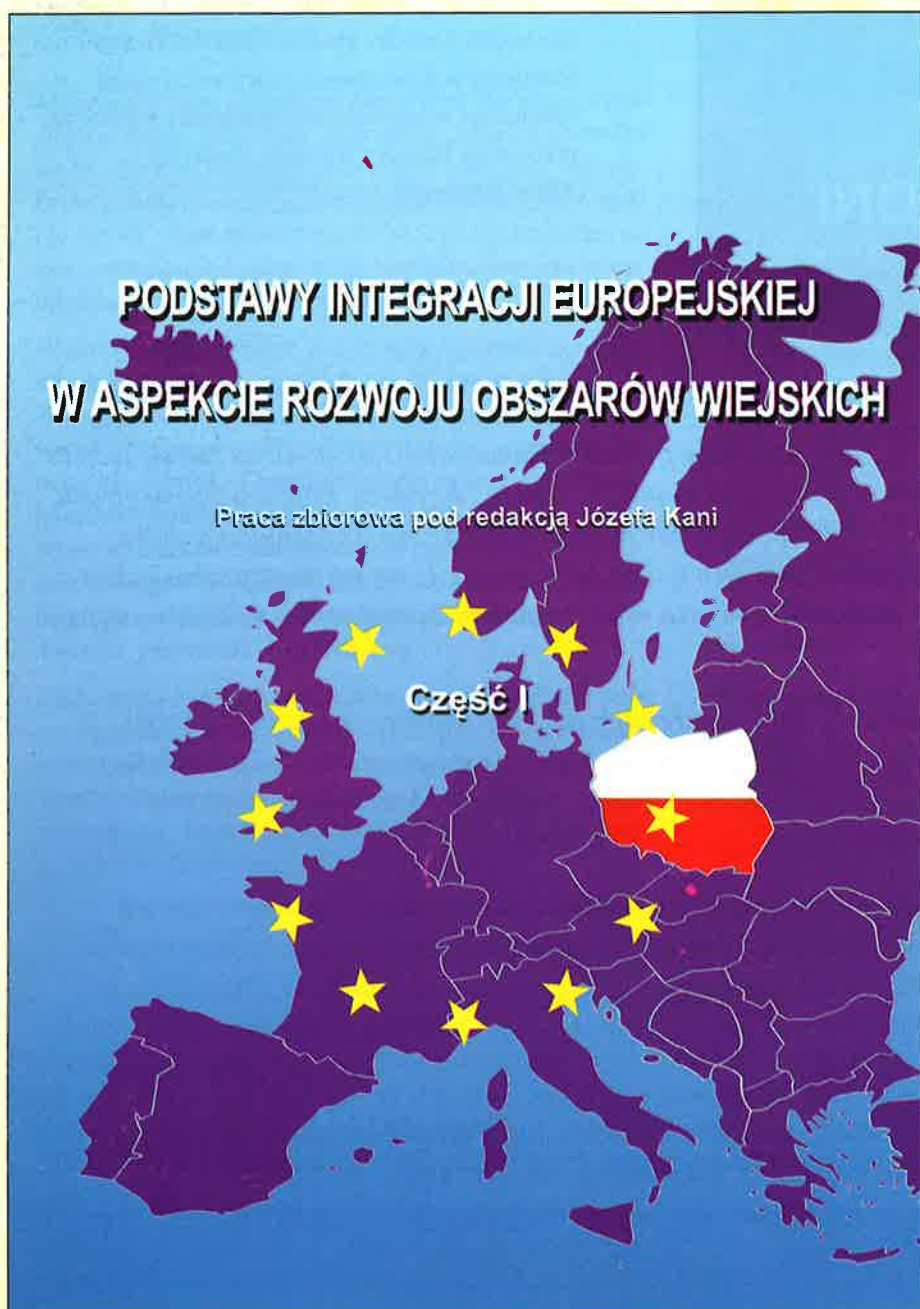 PODSTAWY INTEGRACJI EUROPEJSKIEJ
W ASPEKCIE ROZWOJU OBSZARÓW WIEJSKICH
Praca zbiorowa pod redakcją Józefa Kani
Część I